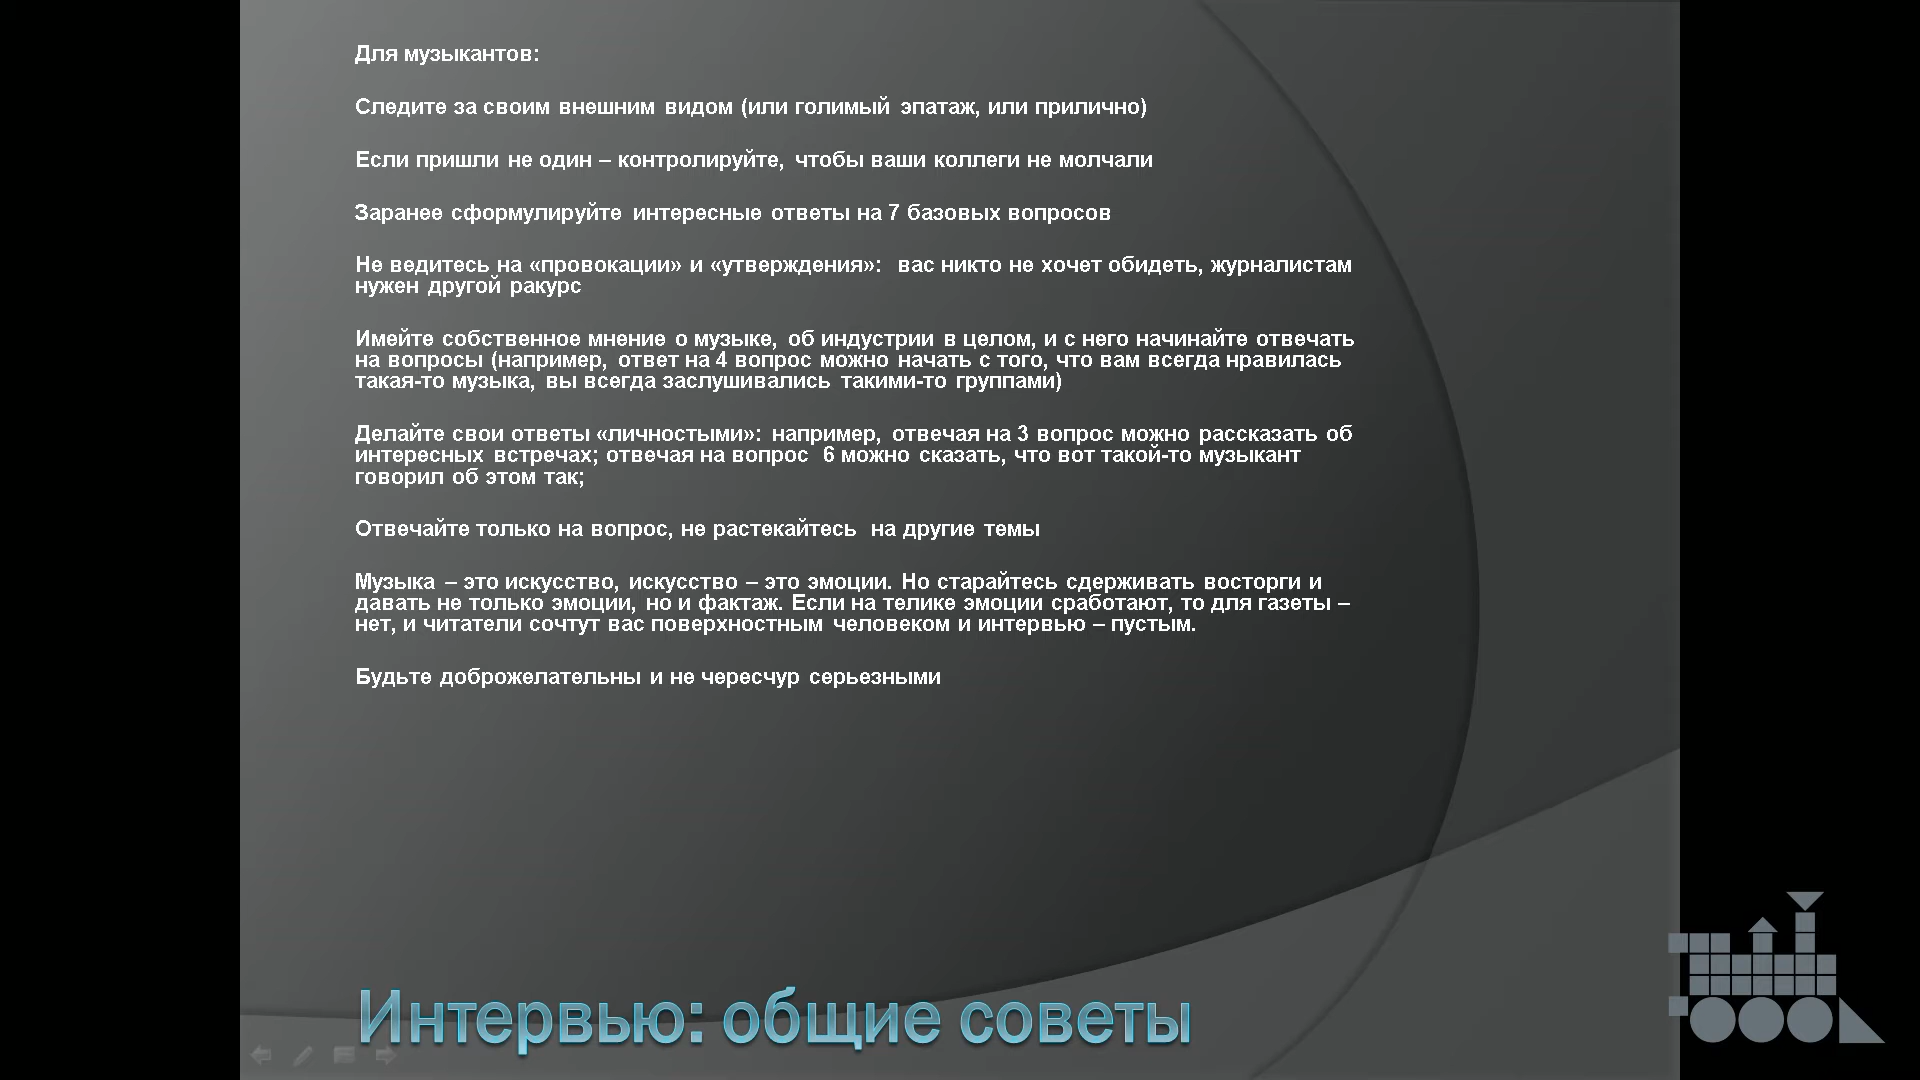 Для музыкантов:
Следите за своим внешним видом (или голимый эпатаж, или прилично)
Если пришли не один – контролируйте, чтобы ваши коллеги не молчали
Заранее сформулируйте интересные ответы на 7 базовых вопросов
Не ведитесь на «провокации» и «утверждения»: вас никто не хочет обидеть, журналистам
нужен другой ракурс
Имейте собственное мнение о музыке, об индустрии в целом, и с него начинайте отвечать
на вопросы (например, ответ на 4 вопрос можно начать с того, что вам всегда нравилась
такая-то музыка, вы всегда заслушивались такими-то группами)
Делайте свои ответы «личностыми»: например, отвечая на 3 вопрос можно рассказать об
интересных встречах; отвечая на вопрос 6 можно сказать, что вот такой-то музыкант
говорил об этом так;
Отвечайте только на вопрос, не растекайтесь на другие темы
Музыка – это искусство, искусство – это эмоции. Но старайтесь сдерживать восторги и
давать не только эмоции, но и фактаж. Если на телике эмоции сработают, то для газеты –
нет, и читатели сочтут вас поверхностным человеком и интервью – пустым.
Будьте доброжелательны и не чересчур серьезными
Интервью: общие советы